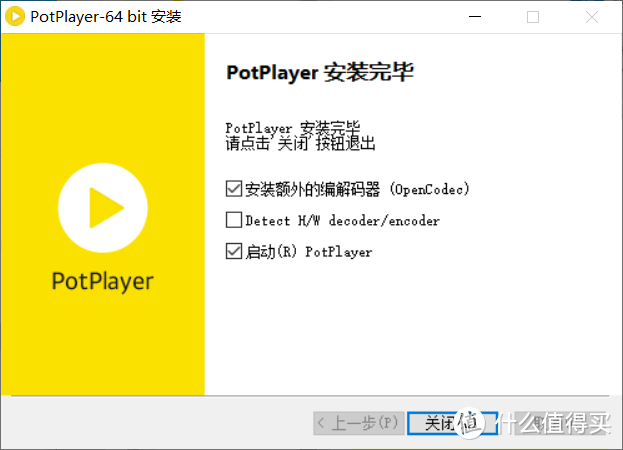 PotPlayer-64 bit 安装
PotPlayer 安装完毕
PotPlayer 安装完毕
请点击'关闭'按钮退出
安装额外的编解码器 (OpenCodec)
Detect H/W decoder/encoder
启动(R) PotPlayer
PotPlayer
< 上一步(P)
关闭
值 什么值得买